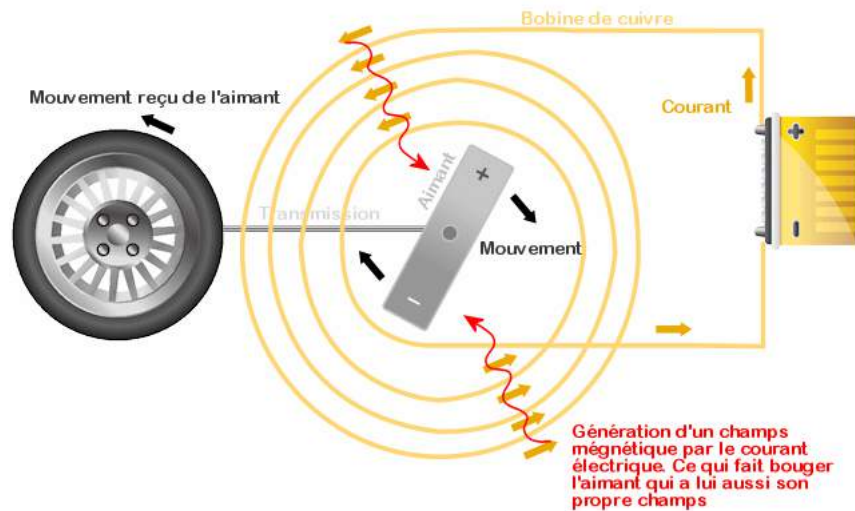 Bobine de cuivre
Mouvement reçu de l'aimant
Courant
+
Aimant
+
Transmission
Mouvement
-
-
Génération d'un champs
mégnétique par le courant
électrique. Ce qui fait bouger
l'aimant qui a lui aussi son
propre champs